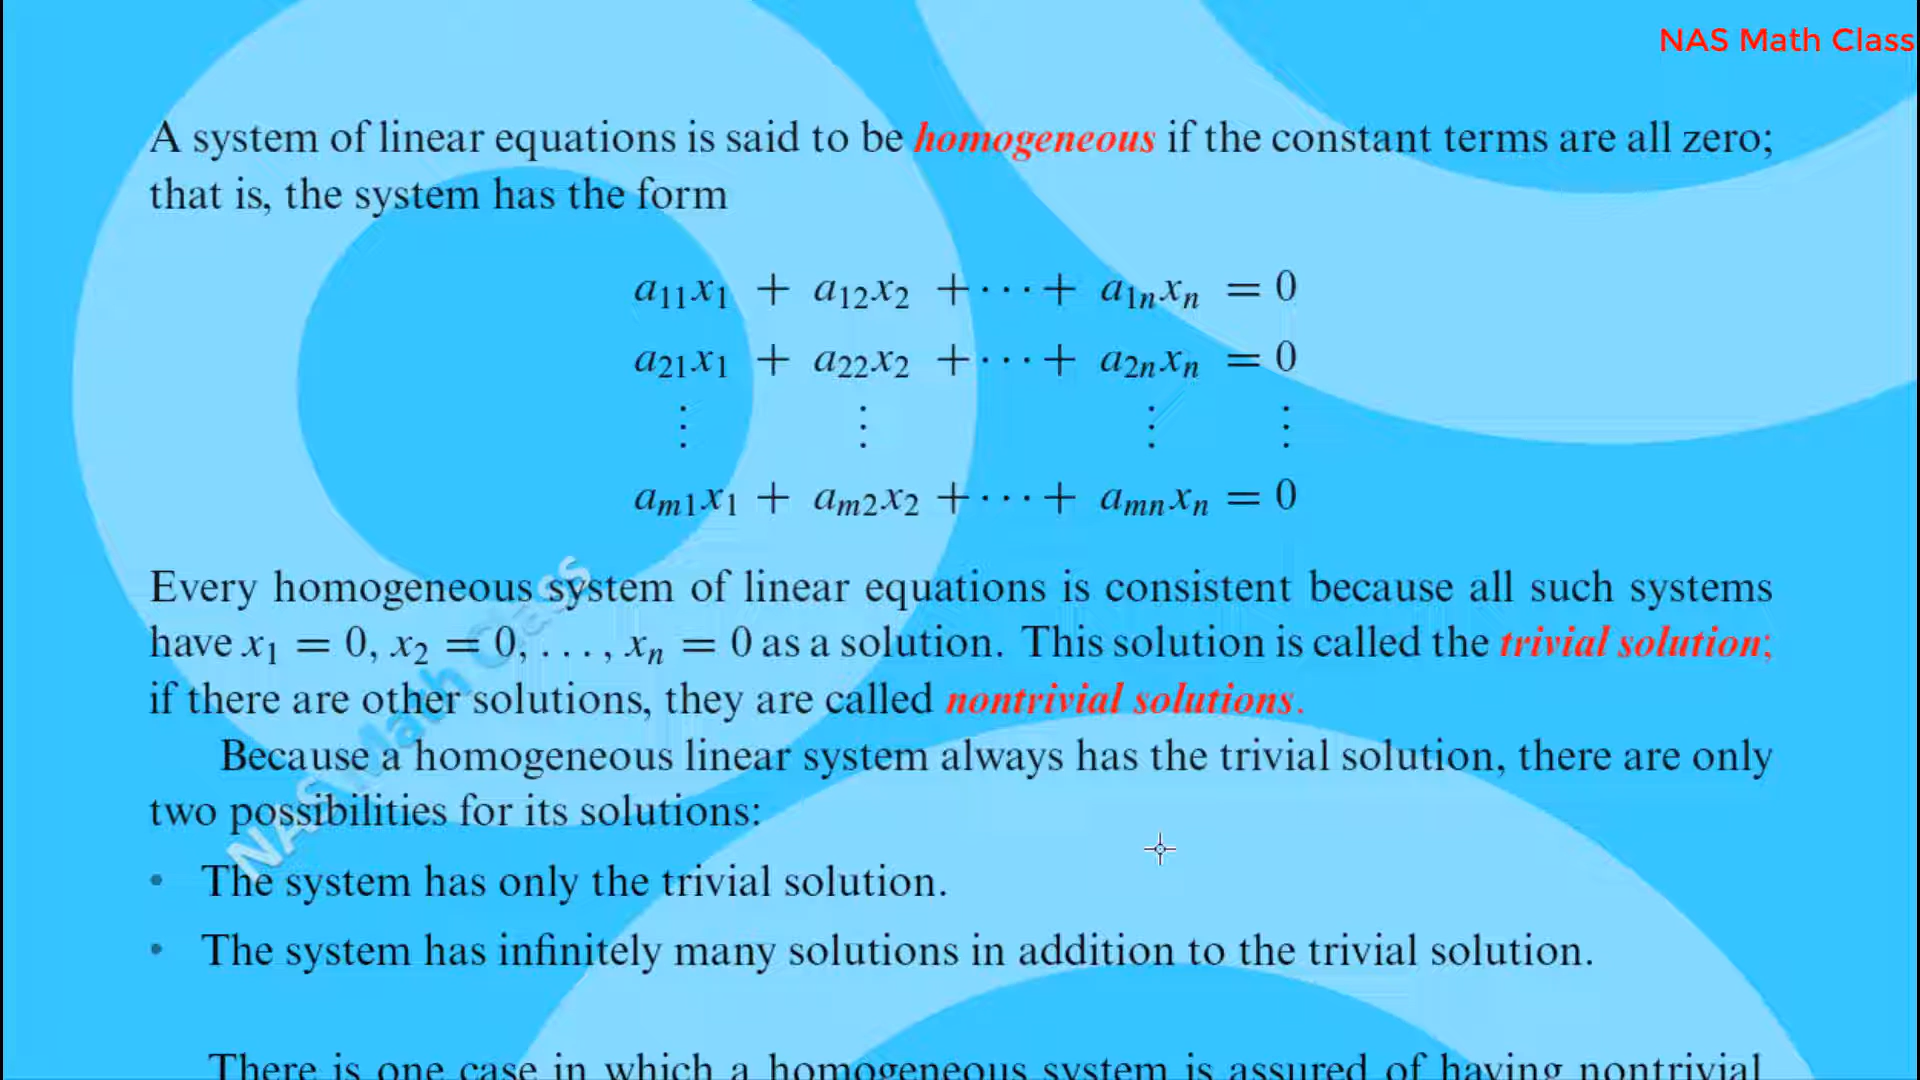 NAS Math Class
A system of linear equations is said to be homogeneous if the constant terms are all zero;
that is, the system has the form
a₁₁x₁ + a₁₂x₂ + ··· + a₁ₙxₙ = 0
a₂₁x₁ + a₂₂x₂ + ··· + a₂ₙxₙ = 0
⋮ ⋮ ⋮ ⋮
aₘ₁x₁ + aₘ₂x₂ + ··· + aₘₙxₙ = 0
Every homogeneous system of linear equations is consistent because all such systems
have x₁ = 0, x₂ = 0, . . . , xₙ = 0 as a solution. This solution is called the trivial solution;
if there are other solutions, they are called nontrivial solutions.
Because a homogeneous linear system always has the trivial solution, there are only
two possibilities for its solutions:
• The system has only the trivial solution.
• The system has infinitely many solutions in addition to the trivial solution.
There is one case in which a homogeneous system is assured of having nontrivial
NAS Math Class